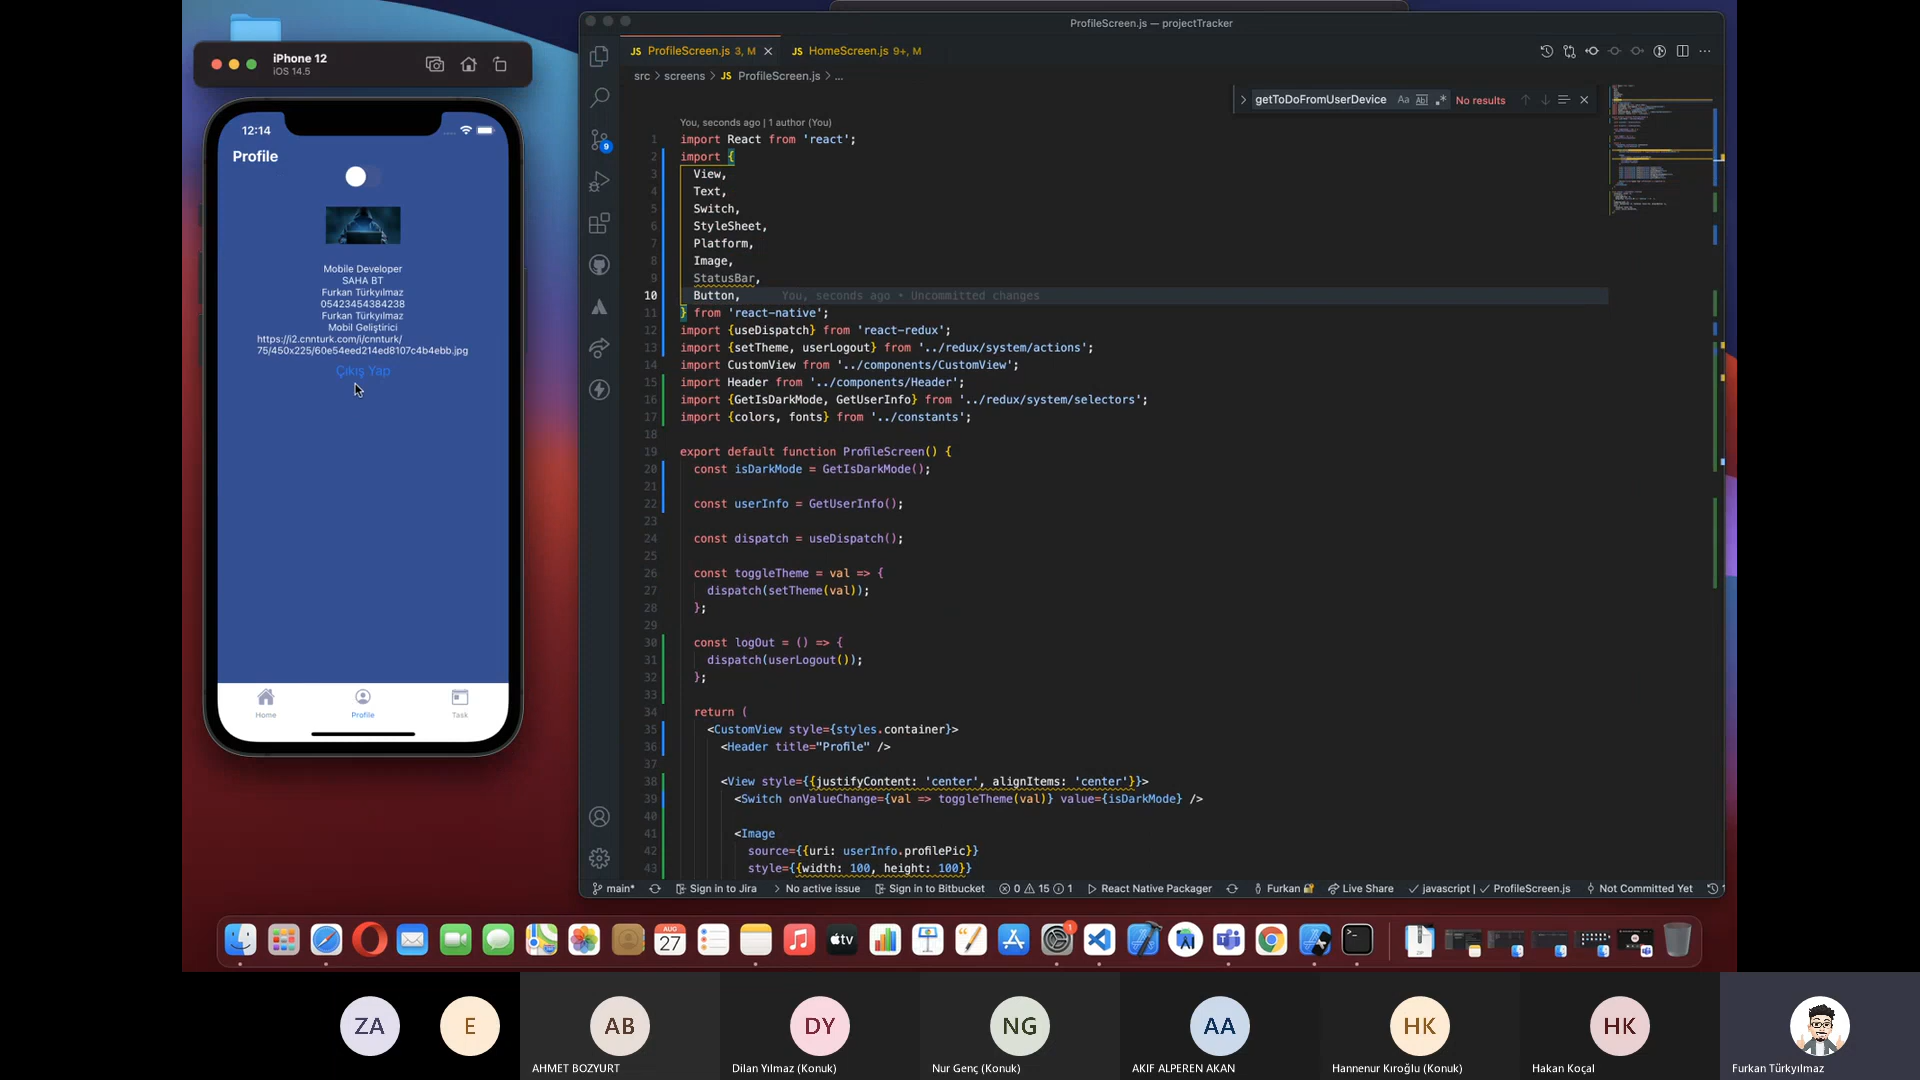 iPhone 12
iOS 14.5
12:14
Profile
Mobile Developer
SAHA BT
Furkan Türkyılmaz
05423454384238
Furkan Türkyılmaz
Mobil Geliştirici
https://i2.cnnturk.com/i/cnnturk/
75/450x225/60e54eed214ed8107c4b4ebb.jpg
Çıkış Yap
Home
Profile
Task
ProfileScreen.js — projectTracker
JS ProfileScreen.js 3, M
JS HomeScreen.js 9+, M
src > screens > JS ProfileScreen.js > ...
getToDoFromUserDevice
Aa
No results
9
You, seconds ago | 1 author (You)
1 import React from 'react';
2 import {
3 View,
4 Text,
5 Switch,
6 StyleSheet,
7 Platform,
8 Image,
9 StatusBar,
10 Button, You, seconds ago • Uncommitted changes
11 } from 'react-native';
12 import {useDispatch} from 'react-redux';
13 import {setTheme, userLogout} from '../redux/system/actions';
14 import CustomView from '../components/CustomView';
15 import Header from '../components/Header';
16 import {GetIsDarkMode, GetUserInfo} from '../redux/system/selectors';
17 import {colors, fonts} from '../constants';
18
19 export default function ProfileScreen() {
20 const isDarkMode = GetIsDarkMode();
21
22 const userInfo = GetUserInfo();
23
24 const dispatch = useDispatch();
25
26 const toggleTheme = val => {
27 dispatch(setTheme(val));
28 };
29
30 const logOut = () => {
31 dispatch(userLogout());
32 };
33
34 return (
35 <CustomView style={styles.container}>
36 <Header title="Profile" />
37
38 <View style={{justifyContent: 'center', alignItems: 'center'}}>
39 <Switch onValueChange={val => toggleTheme(val)} value={isDarkMode} />
40
41 <Image
42 source={{uri: userInfo.profilePic}}
43 style={{width: 100, height: 100}}
main*
Sign in to Jira
No active issue
Sign in to Bitbucket
0 15 1
React Native Packager
Furkan
Live Share
javascript | ProfileScreen.js
Not Committed Yet
AUG
27
tv
1
ZA
E
AB
DY
NG
AA
HK
HK
AHMET BOZYURT
Dilan Yılmaz (Konuk)
Nur Genç (Konuk)
AKIF ALPEREN AKAN
Hannenur Kıroğlu (Konuk)
Hakan Koçal
Furkan Türkyılmaz